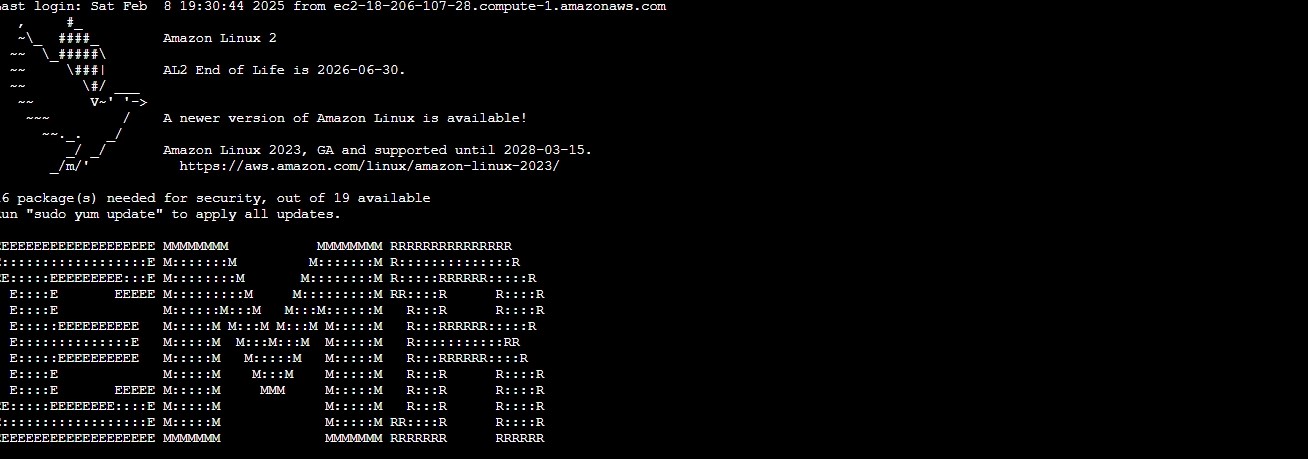 ast login: Sat Feb  8 19:30:44 2025 from ec2-18-206-107-28.compute-1.amazonaws.com
   ,     #_
   ~\_  ####_        Amazon Linux 2
  ~~  \_#####\
  ~~     \###|       AL2 End of Life is 2026-06-30.
  ~~       \#/ ___
   ~~       V~' '->
    ~~~         /    A newer version of Amazon Linux is available!
      ~~._.   _/
         _/ _/       Amazon Linux 2023, GA and supported until 2028-03-15.
       _/m/'           https://aws.amazon.com/linux/amazon-linux-2023/
6 package(s) needed for security, out of 19 available
un "sudo yum update" to apply all updates.
EEEEEEEEEEEEEEEEEEEE MMMMMMMM           MMMMMMMM RRRRRRRRRRRRRRR
E::::::::::::::::::E M:::::::M         M:::::::M R::::::::::::::R
EE:::::EEEEEEEEE:::E M::::::::M       M::::::::M R:::::RRRRRR:::::R
  E::::E       EEEEE M:::::::::M     M:::::::::M RR::::R      R::::R
  E::::E             M::::::M:::M   M:::M::::::M   R:::R      R::::R
  E:::::EEEEEEEEEE   M:::::M M:::M M:::M M:::::M   R:::RRRRRR:::::R
  E::::::::::::::E   M:::::M  M:::M:::M  M:::::M   R:::::::::::RR
  E:::::EEEEEEEEEE   M:::::M   M:::::M   M:::::M   R:::RRRRRR::::R
  E::::E             M:::::M    M:::M    M:::::M   R:::R      R::::R
  E::::E       EEEEE M:::::M     MMM     M:::::M   R:::R      R::::R
EE:::::EEEEEEEE::::E M:::::M             M:::::M   R:::R      R::::R
E::::::::::::::::::E M:::::M             M:::::M RR::::R      R::::R
EEEEEEEEEEEEEEEEEEEE MMMMMMM             MMMMMMM RRRRRRR      RRRRRR